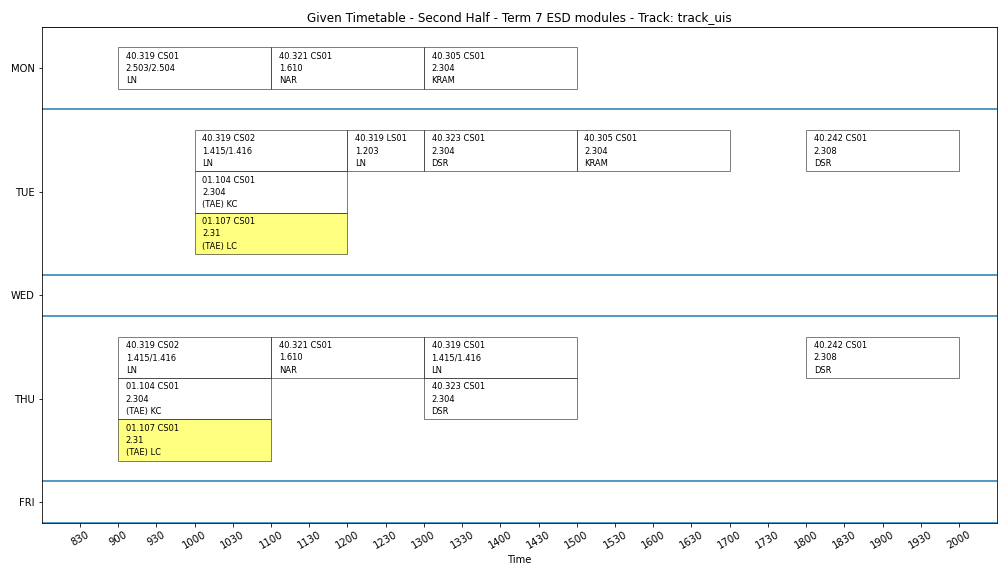 Given Timetable - Second Half - Term 7 ESD modules - Track: track_uis
MON
40.319 CS01
2.503/2.504
LN
40.321 CS01
1.610
NAR
40.305 CS01
2.304
KRAM
TUE
40.319 CS02
1.415/1.416
LN
40.319 LS01
1.203
LN
40.323 CS01
2.304
DSR
40.305 CS01
2.304
KRAM
40.242 CS01
2.308
DSR
01.104 CS01
2.304
(TAE) KC
01.107 CS01
2.31
(TAE) LC
WED
THU
40.319 CS02
1.415/1.416
LN
40.321 CS01
1.610
NAR
40.319 CS01
1.415/1.416
LN
40.242 CS01
2.308
DSR
01.104 CS01
2.304
(TAE) KC
40.323 CS01
2.304
DSR
01.107 CS01
2.31
(TAE) LC
FRI
830 900 930 1000 1030 1100 1130 1200 1230 1300 1330 1400 1430 1500 1600 1630 1700 1730 1800 1830 1900 1930 2000
Time